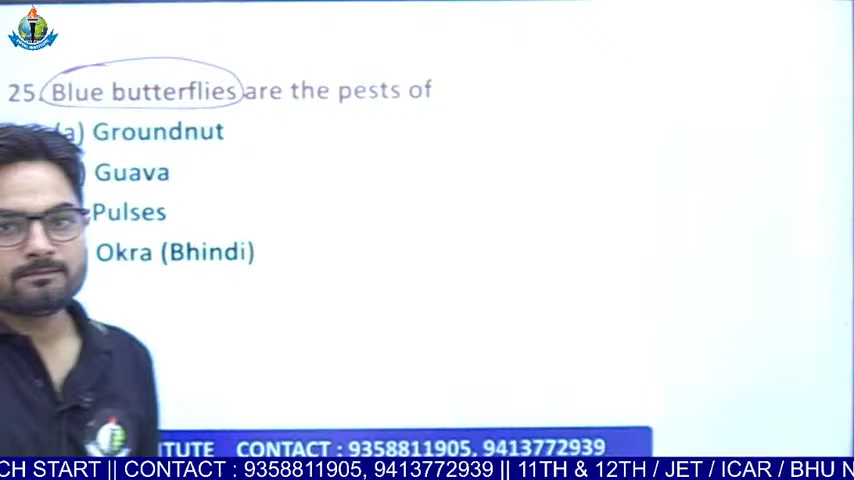 25. Blue butterflies are the pests of
(a) Groundnut
) Guava
Pulses
Okra (Bhindi)
TITUTE CONTACT : 9358811905, 9413772939
CH START || CONTACT : 9358811905, 9413772939 || 11TH & 12TH / JET / ICAR / BHU N